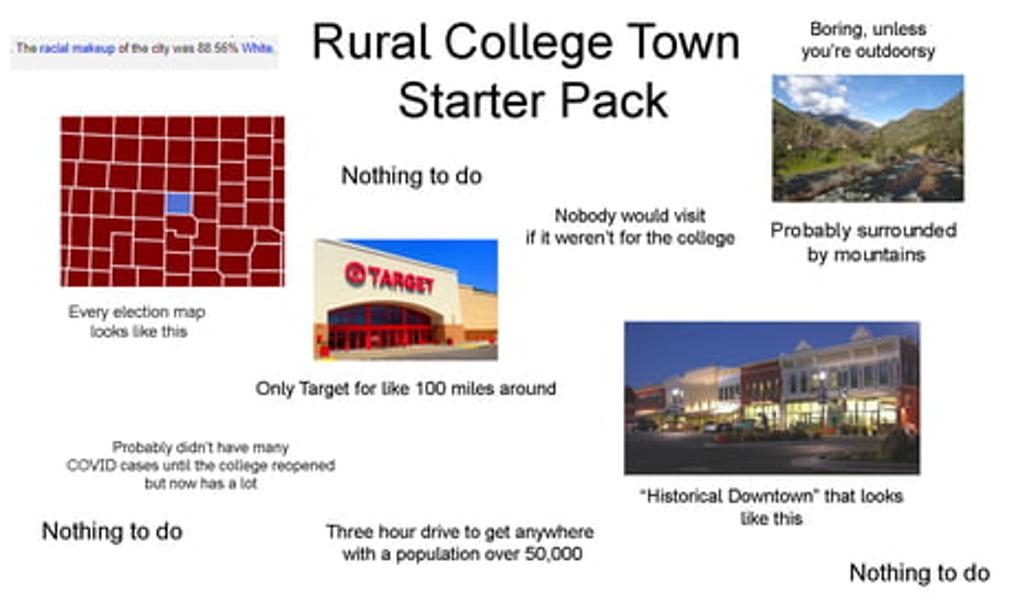 . The racial makeup of the city was 88.56% White,
Rural College Town
Starter Pack
Boring, unless
you're outdoorsy
Nothing to do
Nobody would visit
if it weren't for the college
Probably surrounded
by mountains
TARGET
Every election map
looks like this
Only Target for like 100 miles around
Probably didn't have many
COVID cases until the college reopened
but now has a lot
"Historical Downtown" that looks
like this
Nothing to do
Three hour drive to get anywhere
with a population over 50,000
Nothing to do